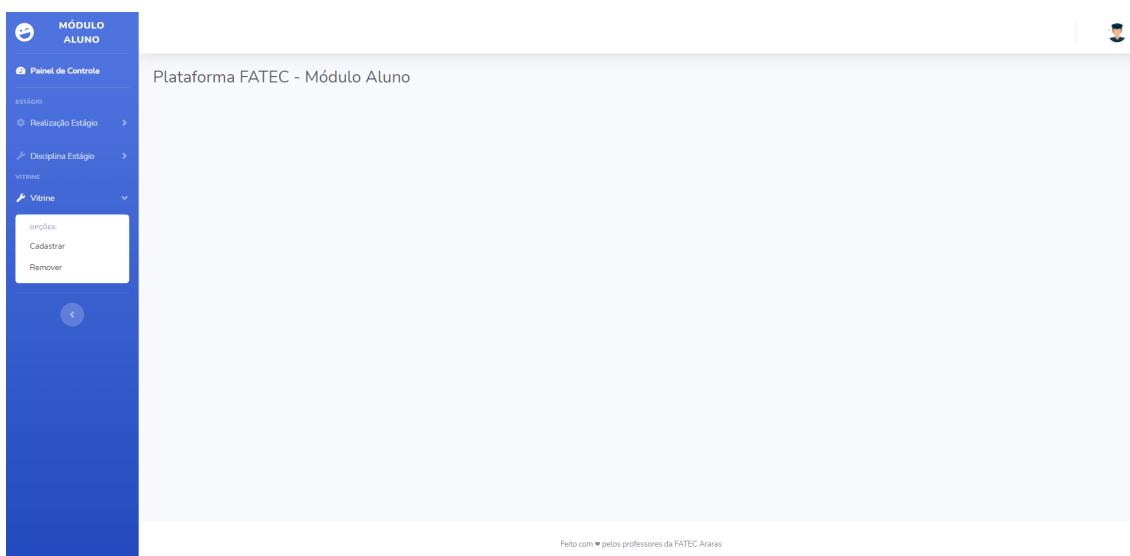 MÓDULO
ALUNO
Painel de Controle
ESTÁGIO
Realização Estágio
Disciplina Estágio
VITRINE
Vitrine
OPÇÕES:
Cadastrar
Remover
Plataforma FATEC - Módulo Aluno
Feito com ♥ pelos professores da FATEC Araras